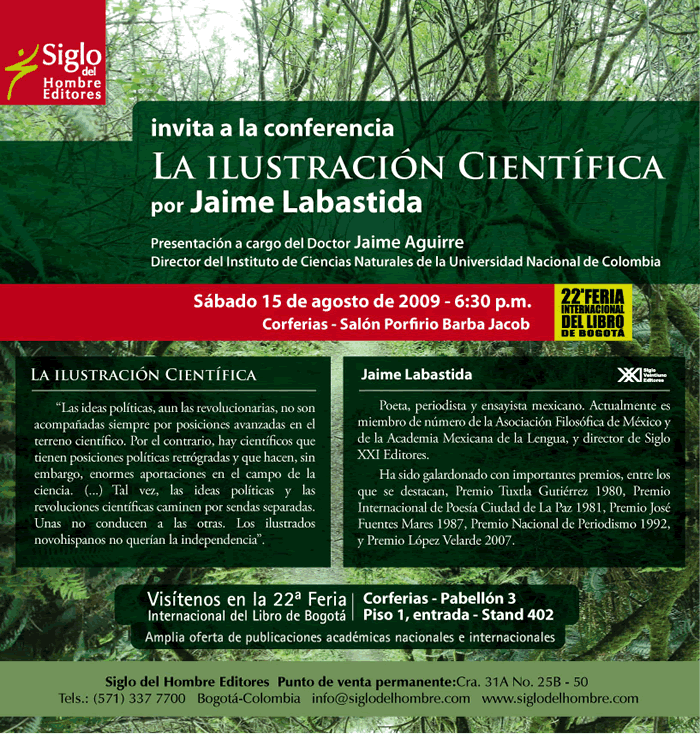 Siglo
del
Hombre
Editores
invita a la conferencia
La ilustración Científica
por Jaime Labastida
Presentación a cargo del Doctor Jaime Aguirre
Director del Instituto de Ciencias Naturales de la Universidad Nacional de Colombia
Sábado 15 de agosto de 2009 - 6:30 p.m.
Corferias - Salón Porfirio Barba Jacob
22ª FERIA
INTERNACIONAL
DEL LIBRO
DE BOGOTÁ
La ilustración Científica
“Las ideas políticas, aun las revolucionarias, no son
acompañadas siempre por posiciones avanzadas en el
terreno científico. Por el contrario, hay científicos que
tienen posiciones políticas retrógradas y que hacen, sin
embargo, enormes aportaciones en el campo de la
ciencia. (...) Tal vez, las ideas políticas y las
revoluciones científicas caminen por sendas separadas.
Unas no conducen a las otras. Los ilustrados
novohispanos no querían la independencia”.
Jaime Labastida
XXI
Siglo
Veintiuno
Editores
Poeta, periodista y ensayista mexicano. Actualmente es
miembro de número de la Asociación Filosófica de México y
de la Academia Mexicana de la Lengua, y director de Siglo
XXI Editores.
Ha sido galardonado con importantes premios, entre los
que se destacan, Premio Tuxtla Gutiérrez 1980, Premio
Internacional de Poesía Ciudad de La Paz 1981, Premio José
Fuentes Mares 1987, Premio Nacional de Periodismo 1992,
y Premio López Velarde 2007.
Visítenos en la 22ª Feria
Internacional del Libro de Bogotá
Corferias - Pabellón 3
Piso 1, entrada - Stand 402
Amplia oferta de publicaciones académicas nacionales e internacionales
Siglo del Hombre Editores Punto de venta permanente:Cra. 31A No. 25B - 50
Tels.: (571) 337 7700 Bogotá-Colombia info@siglodelhombre.com www.siglodelhombre.com